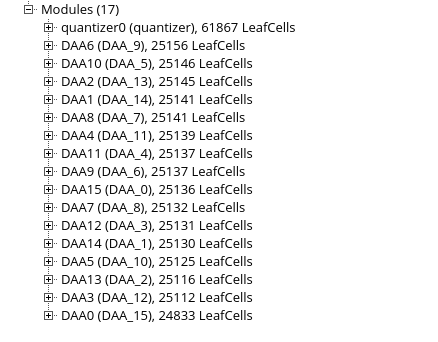 Modules (17)
quantizer0 (quantizer), 61867 LeafCells
DAA6 (DAA_9), 25156 LeafCells
DAA10 (DAA_5), 25146 LeafCells
DAA2 (DAA_13), 25145 LeafCells
DAA1 (DAA_14), 25141 LeafCells
DAA8 (DAA_7), 25141 LeafCells
DAA4 (DAA_11), 25139 LeafCells
DAA11 (DAA_4), 25137 LeafCells
DAA9 (DAA_6), 25137 LeafCells
DAA15 (DAA_0), 25136 LeafCells
DAA7 (DAA_8), 25132 LeafCells
DAA12 (DAA_3), 25131 LeafCells
DAA14 (DAA_1), 25130 LeafCells
DAA5 (DAA_10), 25125 LeafCells
DAA13 (DAA_2), 25116 LeafCells
DAA3 (DAA_12), 25112 LeafCells
DAA0 (DAA_15), 24833 LeafCells